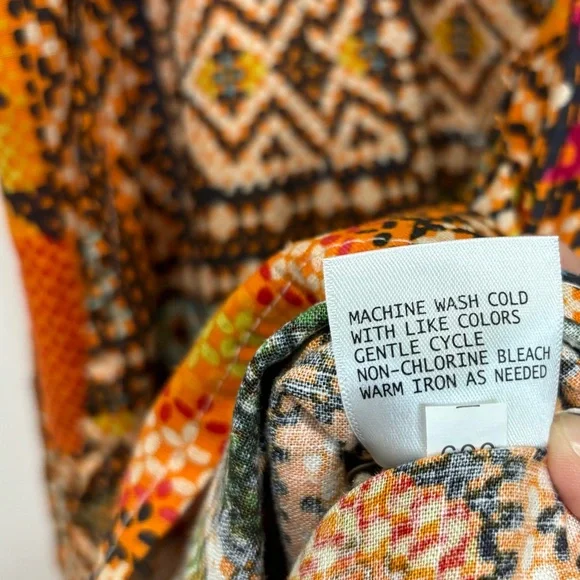 MACHINE WASH COLD
WITH LIKE COLORS
GENTLE CYCLE
NON-CHLORINE BLEACH
WARM IRON AS NEEDED